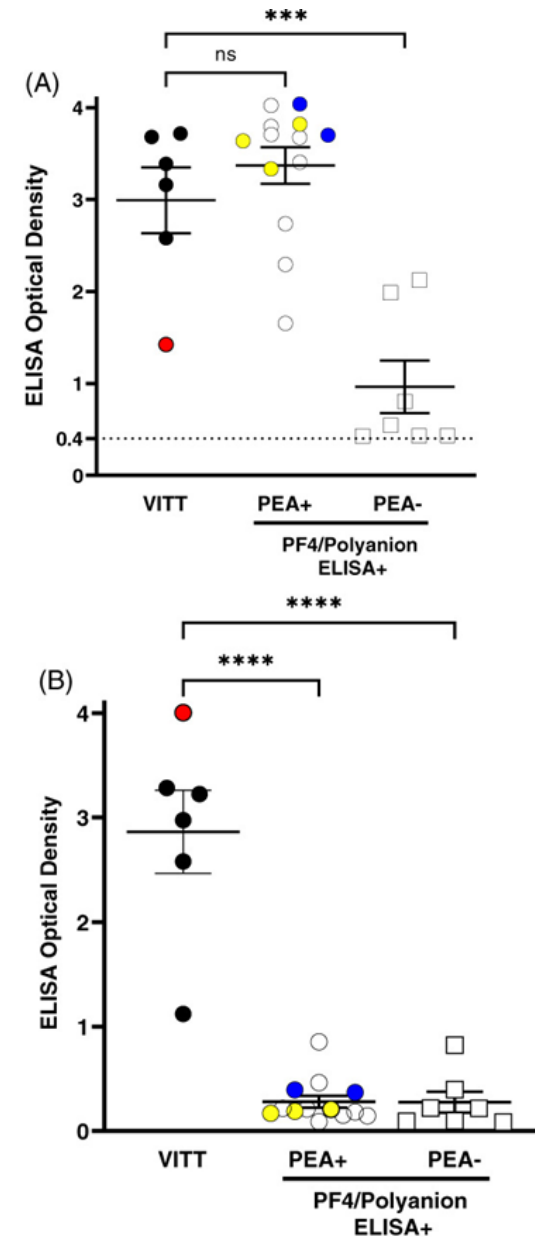 ***
ns
(A)
4
3
2
1
0.4
0
ELISA Optical Density
VITT
PEA+
PEA-
PF4/Polyanion
ELISA+
****
****
(B)
4
3
2
1
0
ELISA Optical Density
VITT
PEA+
PEA-
PF4/Polyanion
ELISA+